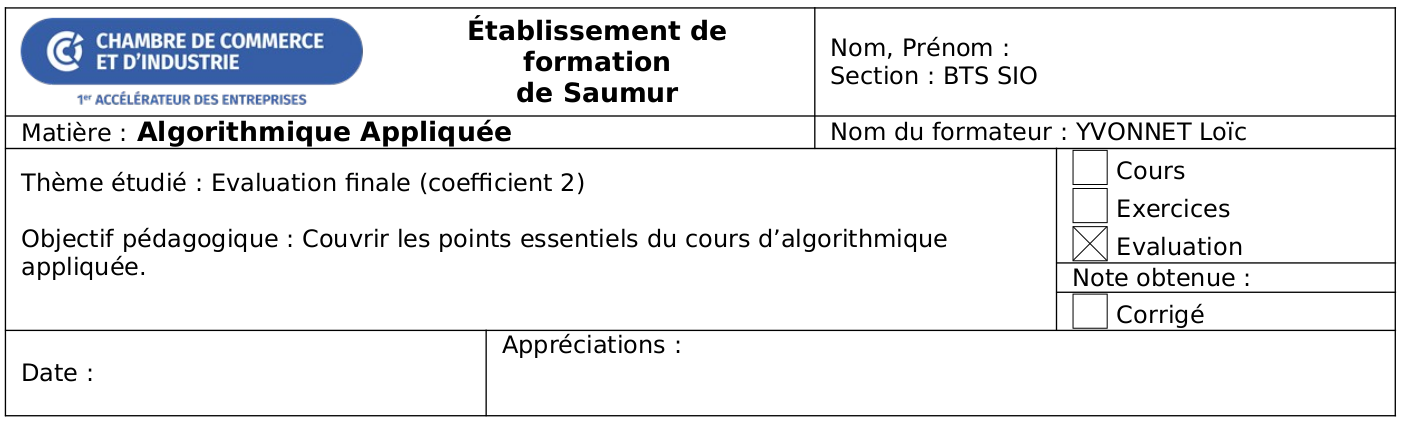 CHAMBRE DE COMMERCE
ET D’INDUSTRIE
1er ACCÉLÉRATEUR DES ENTREPRISES
Établissement de
formation
de Saumur
Nom, Prénom :
Section : BTS SIO
Matière : Algorithmique Appliquée
Nom du formateur : YVONNET Loïc
Thème étudié : Evaluation finale (coefficient 2)
Objectif pédagogique : Couvrir les points essentiels du cours d’algorithmique
appliquée.
Cours
Exercices
Evaluation
Note obtenue :
Corrigé
Date :
Appréciations :